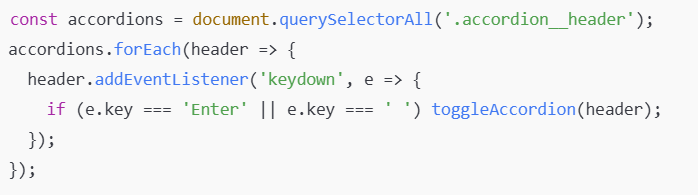 const accordions = document.querySelectorAll('.accordion__header');
accordions.forEach(header => {
  header.addEventListener('keydown', e => {
    if (e.key === 'Enter' || e.key === ' ') toggleAccordion(header);
  });
});